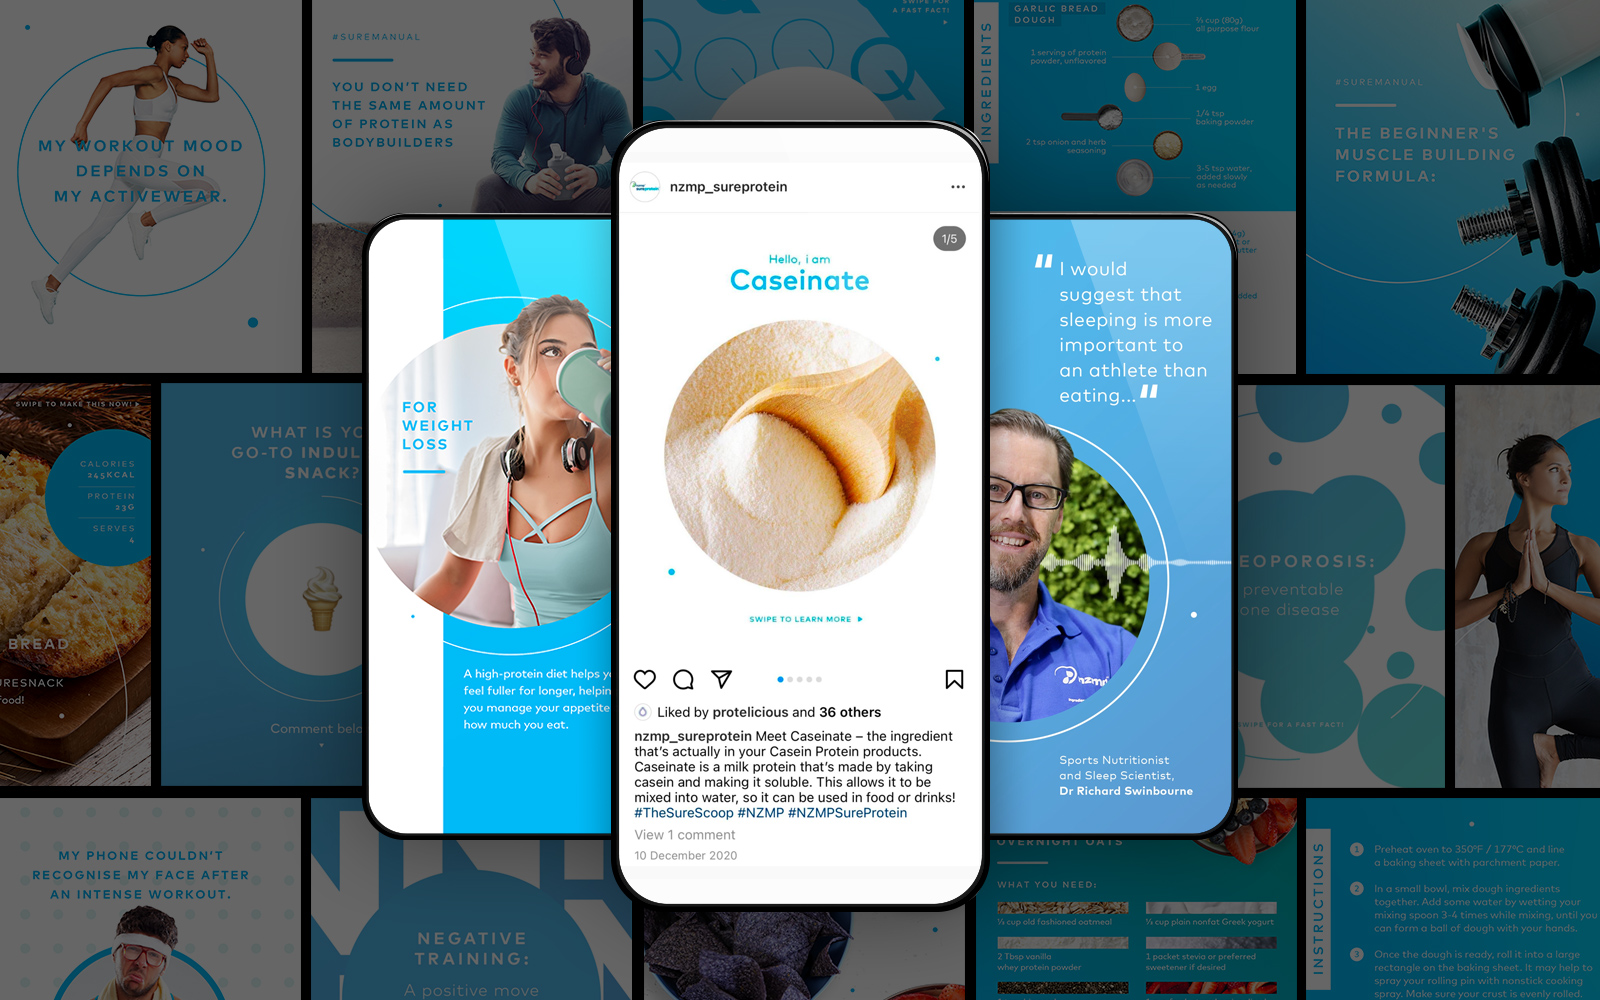 MY WORKOUT MOOD
DEPENDS ON
MY ACTIVEWEAR.
#SUREMANUAL
YOU DON'T NEED
THE SAME AMOUNT
OF PROTEIN AS
BODYBUILDERS
SWIPE FOR
A FAST FACT!
INGREDIENTS
GARLIC BREAD
DOUGH
all purpose flour
1 serving of protein
powder, unflavored
1 egg
1/4 tsp
baking powder
2 tsp onion and herb
seasoning
3-5 tsp water,
added slowly
as needed
#SUREMANUAL
THE BEGINNER'S
MUSCLE BUILDING
FORMULA:
SWIPE TO MAKE THIS NOW!
CALORIES
245KCAL
PROTEIN
23G
SERVES
4
BREAD
WHAT IS YO
GO-TO INDUL
SNACK?
Comment belo
FOR
WEIGHT
LOSS
A high-protein diet helps y
feel fuller for longer, helpin
you manage your appetite
how much you eat.
nzmp_sureprotein
1/5
Hello, i am
Caseinate
SWIPE TO LEARN MORE
Liked by protelicious and 36 others
nzmp_sureprotein Meet Caseinate – the ingredient
that's actually in your Casein Protein products.
Caseinate is a milk protein that's made by taking
casein and making it soluble. This allows it to be
mixed into water, so it can be used in food or drinks!
#TheSureScoop #NZMP #NZMPSureProtein
View 1 comment
10 December 2020
“I would
suggest that
sleeping is more
important to
an athlete than
eating...”
nzmp
Sports Nutritionist
and Sleep Scientist,
Dr Richard Swinbourne
EOPOROSIS:
preventable
one disease
SWIPE FOR A FAST FACT!
MY PHONE COULDN'T
RECOGNISE MY FACE AFTER
AN INTENSE WORKOUT.
NEGATIVE
TRAINING:
A positive move
OVERNIGHT OATS
WHAT YOU NEED:
cup old fashioned oatmeal
cup plain nonfat Greek yogurt
2 Tbsp vanilla
whey protein powder
1 packet stevia or preferred
sweetener if desired
INSTRUCTIONS
1 Preheat oven to 350°F / 177°C and line
a baking sheet with parchment paper.
2 In a small bowl, mix dough ingredients
together. Add some water by wetting your
mixing spoon 3-4 times while mixing, until you
can form a ball of dough with your hands.
3 Once the dough is ready, roll it into a large
rectangle on the baking sheet. It may help to
spray your rolling pin with nonstick cooking
spray. Make sure your crust is evenly rolled.